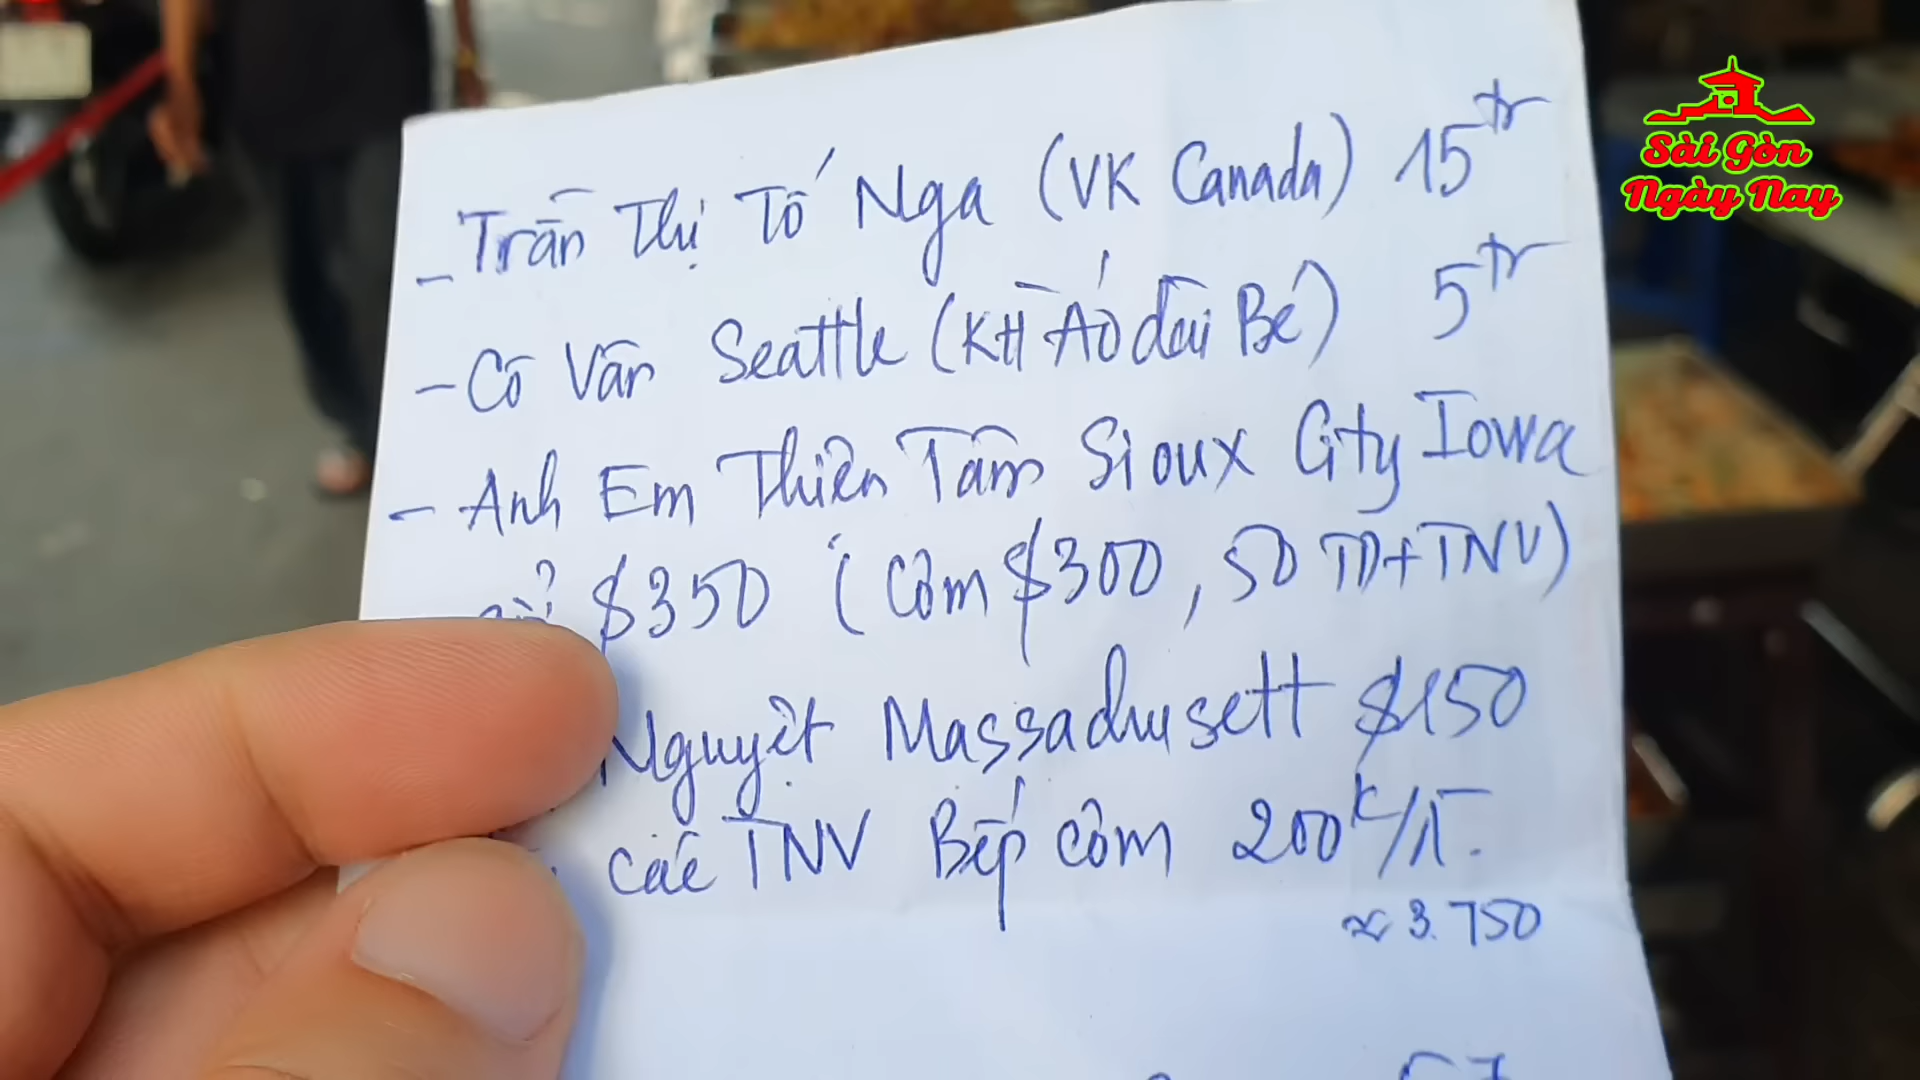 Sài Gòn
Ngày Nay
- Trần Thị Tố Nga (VK Canada) 15tr
- Cô Vân Seattle (KH Áo dài Bé) 5tr
- Anh Em Thiên Tâm Sioux City Iowa
gửi $350 (Cơm $300, 50 TD+TNV)
Nguyệt Massachusett $150
các TNV Bếp cơm 200k/1
≈ 3.750